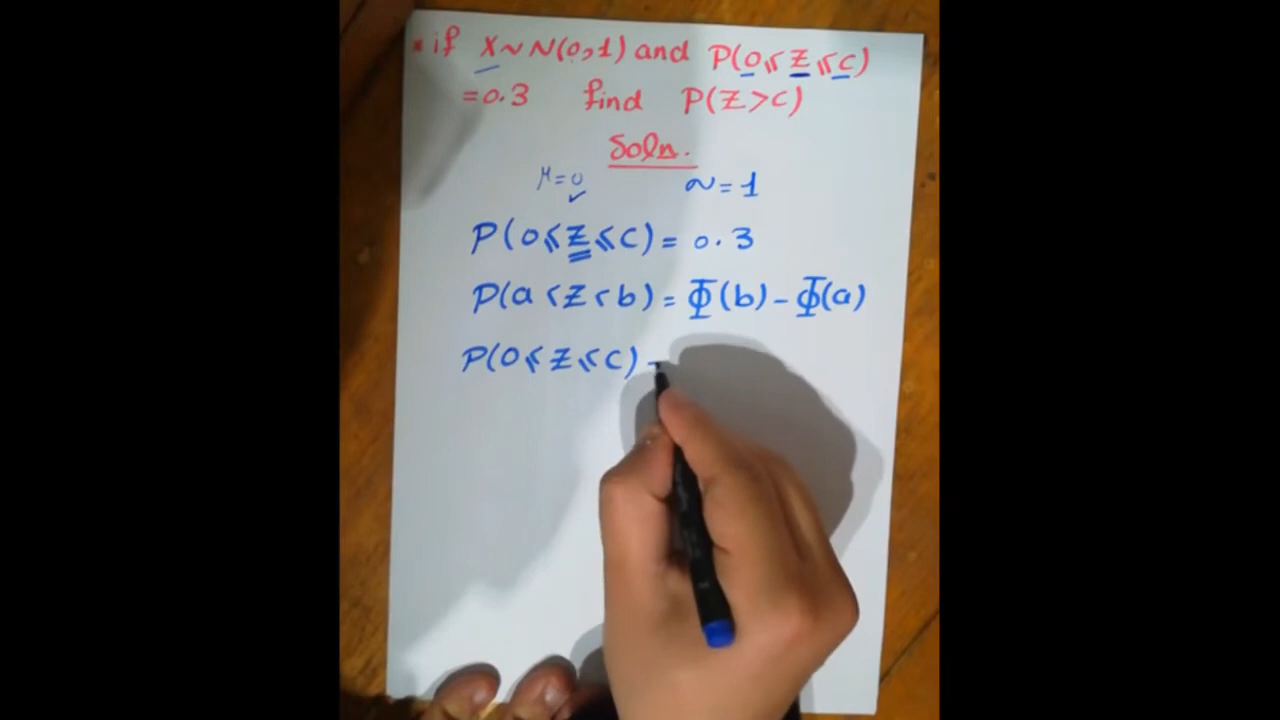 • if X ~ N(0,1) and P(0 ⩽ Z ⩽ C)
= 0.3 find P(Z > C)
Soln.
μ = 0 ~ = 1
P(0 ⩽ Z ⩽ C) = 0.3
P(a < Z < b) = Φ(b) - Φ(a)
P(0 ⩽ Z ⩽ C) -